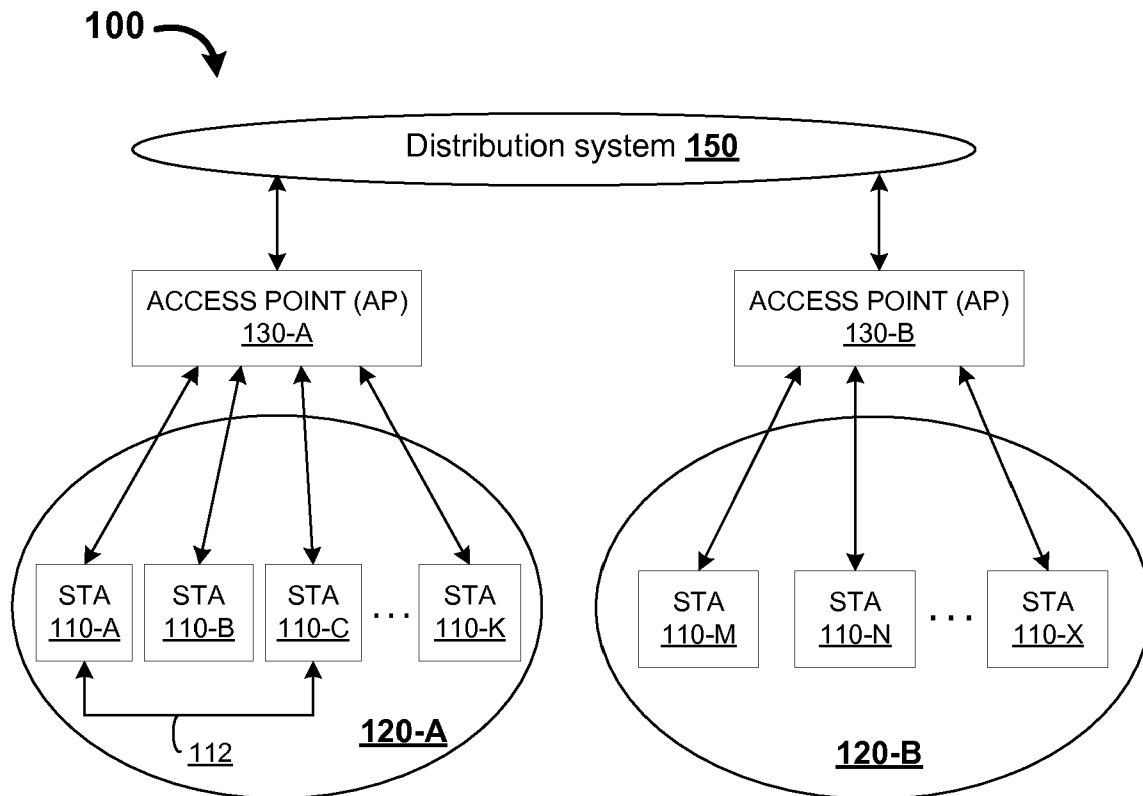 100
Distribution system 150
ACCESS POINT (AP)
130-A
ACCESS POINT (AP)
130-B
STA
110-A
STA
110-B
STA
110-C
...
STA
110-K
STA
110-M
STA
110-N
...
STA
110-X
112
120-A
120-B